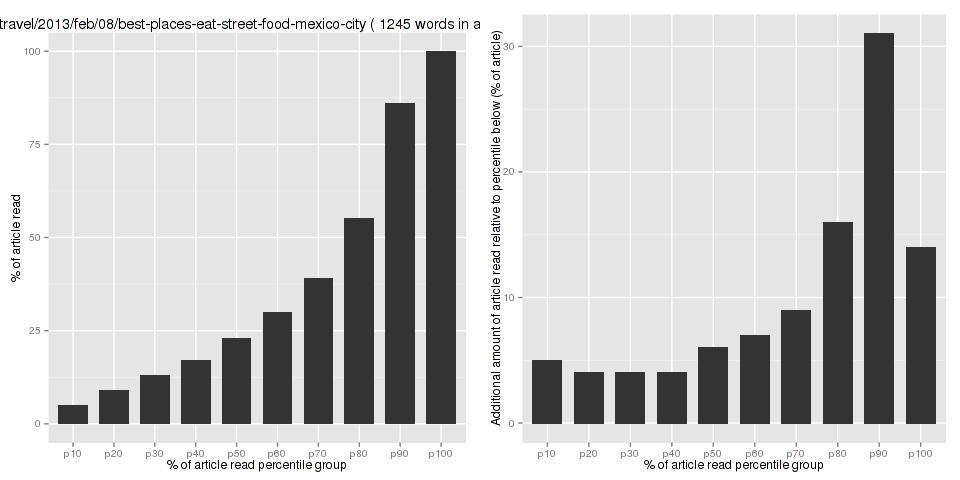 travel/2013/feb/08/best-places-eat-street-food-mexico-city ( 1245 words in a
% of article read
100
75
50
25
0
p10 p20 p30 p40 p50 p60 p70 p80 p90 p100
% of article read percentile group
Additional amount of article read relative to percentile below (% of article)
30
20
10
0
p10 p20 p30 p40 p50 p60 p70 p80 p90 p100
% of article read percentile group